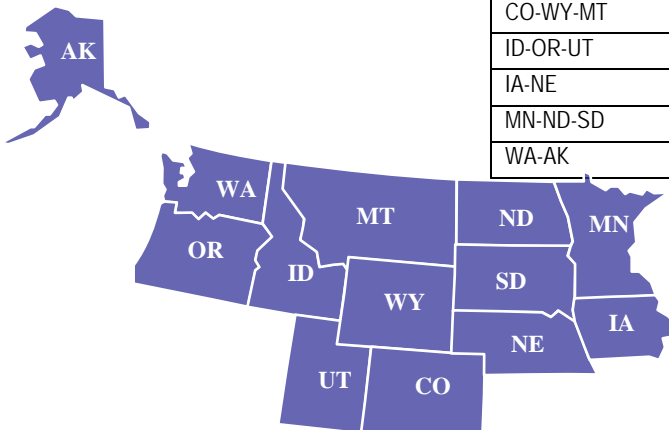 CO-WY-MT
ID-OR-UT
IA-NE
MN-ND-SD
WA-AK
AK
WA
MT
ND
MN
OR
ID
SD
WY
IA
NE
UT
CO